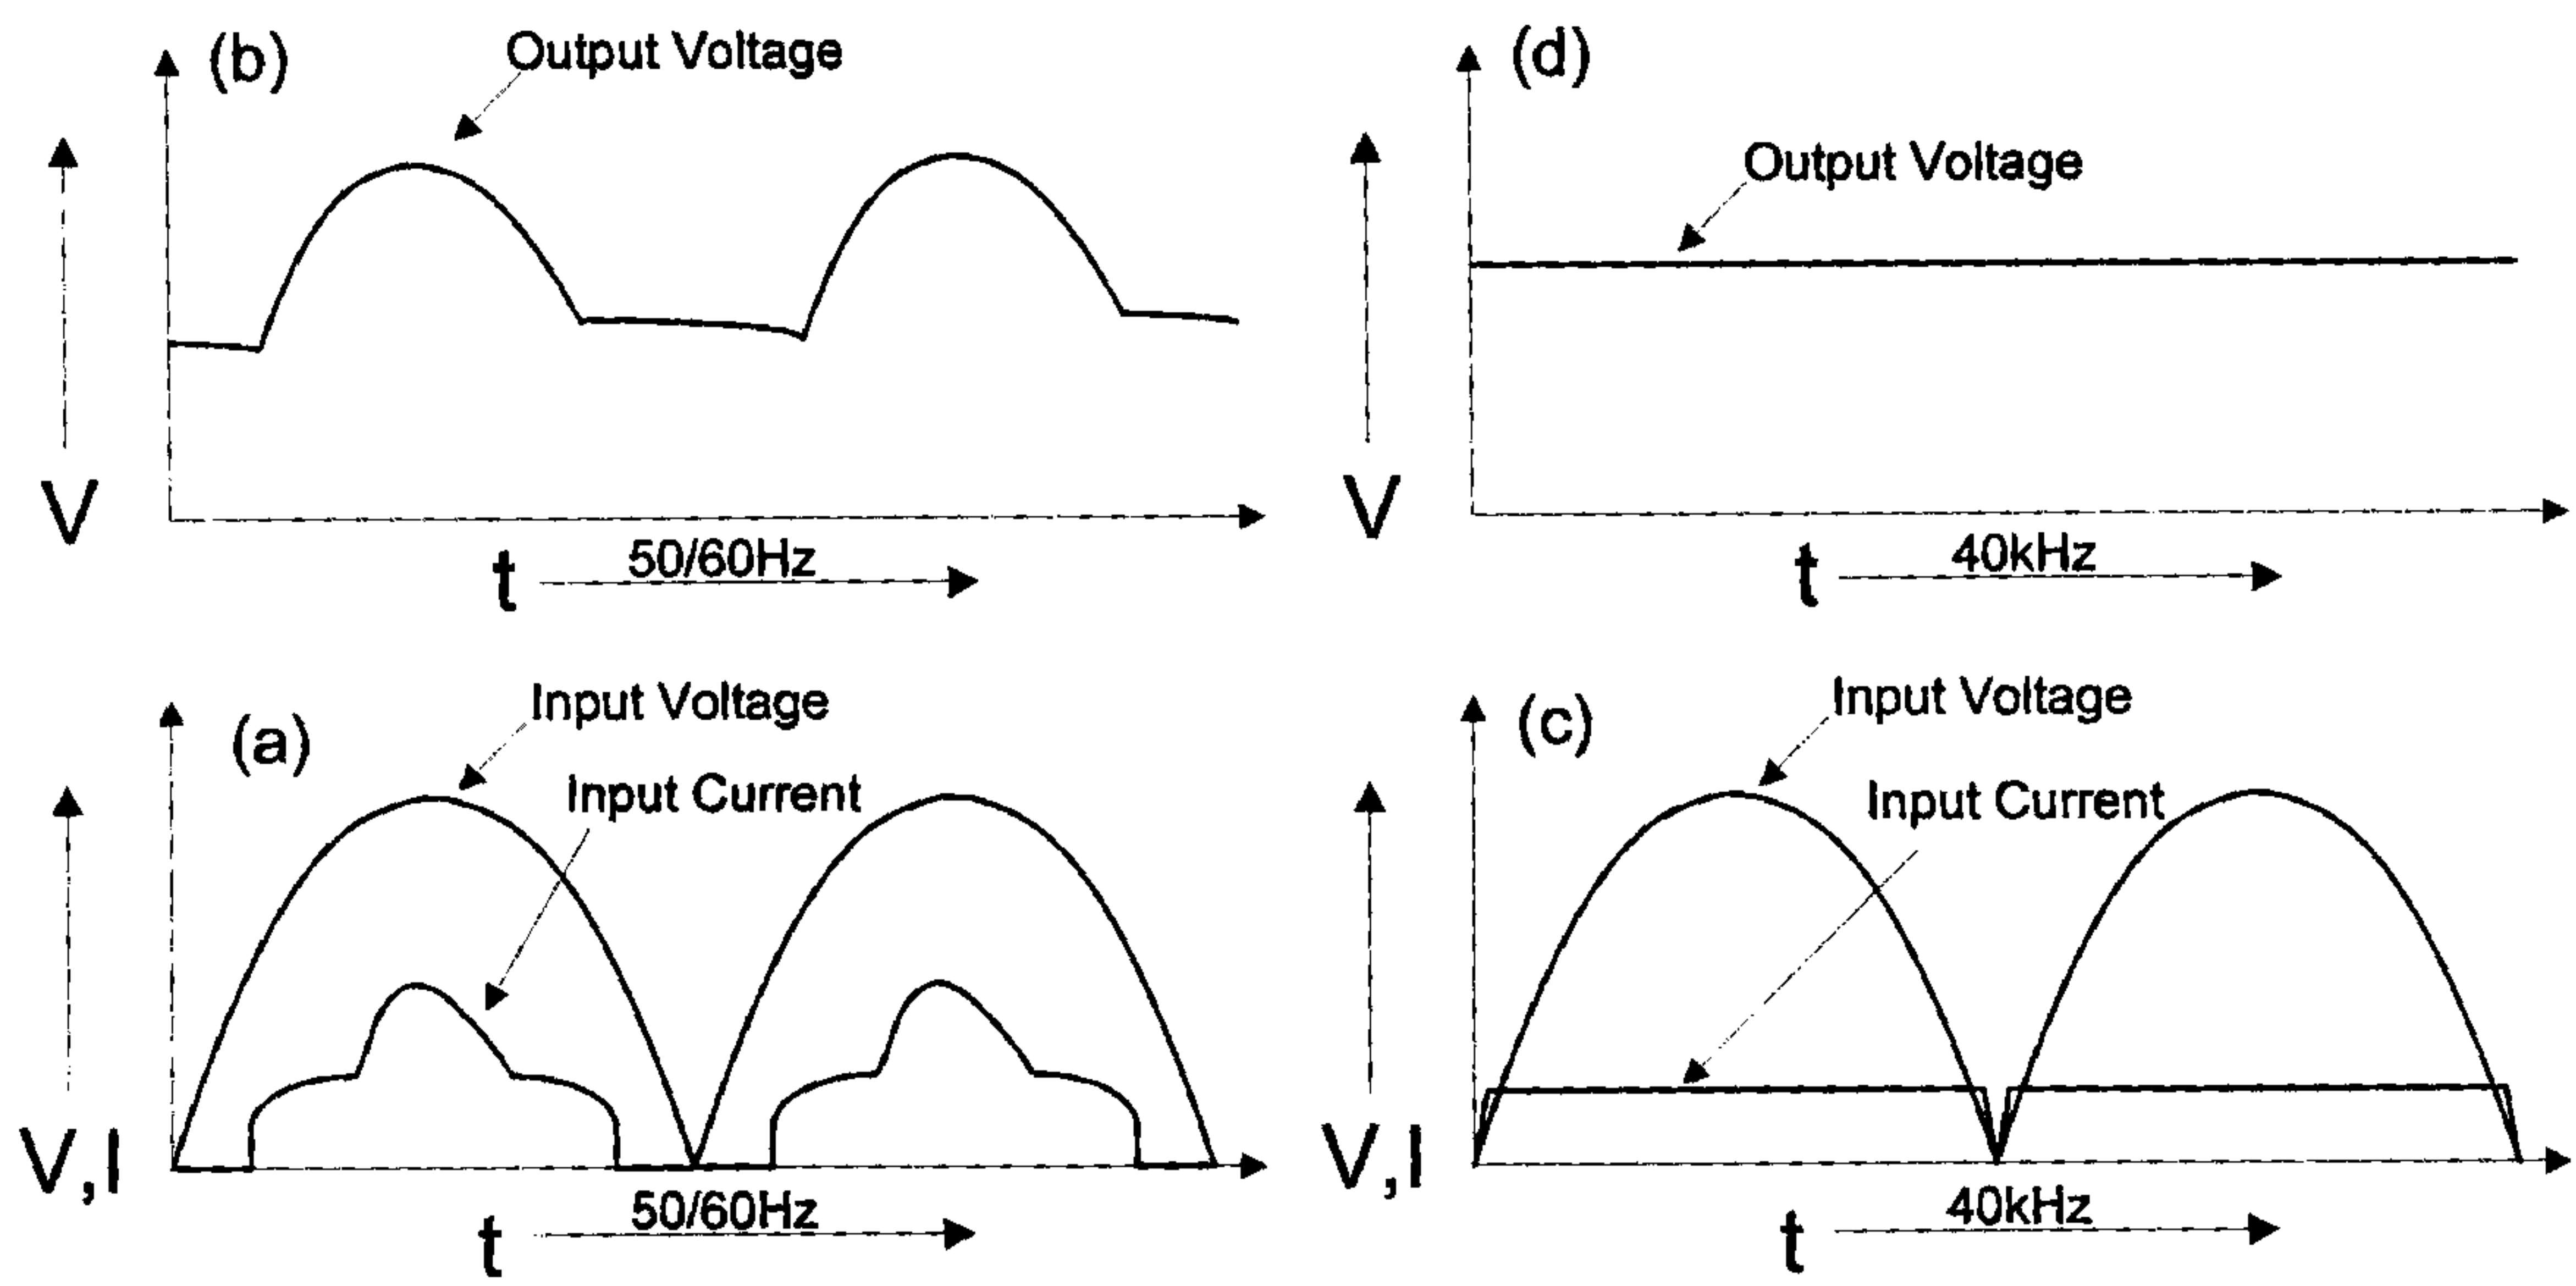 (b)
Output Voltage
V
t
50/60Hz
(d)
Output Voltage
V
t
40kHz
(a)
Input Voltage
Input Current
V,I
t
50/60Hz
(c)
Input Voltage
Input Current
V,I
t
40kHz